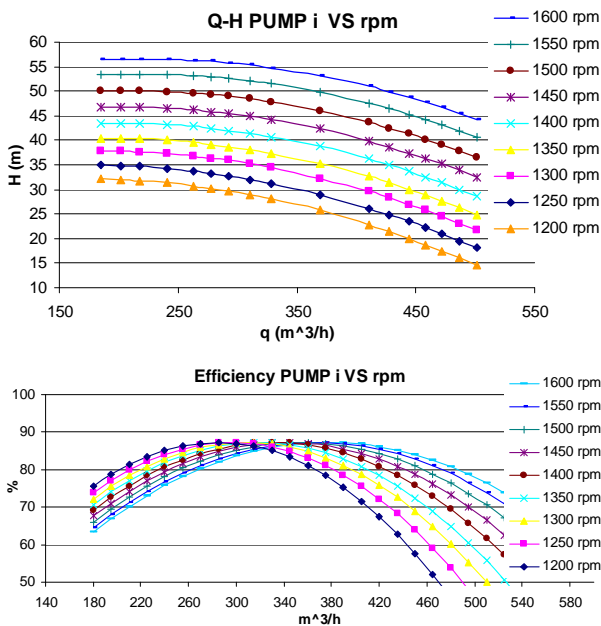 Q-H PUMP i VS rpm
60
55
50
45
40
35
30
25
20
15
10
H (m)
150
250
350
450
550
q (m^3/h)
1600 rpm
1550 rpm
1500 rpm
1450 rpm
1400 rpm
1350 rpm
1300 rpm
1250 rpm
1200 rpm
Efficiency PUMP i VS rpm
100
90
80
70
60
50
%
140
180
220
260
300
340
380
420
460
500
540
580
m^3/h
1600 rpm
1550 rpm
1500 rpm
1450 rpm
1400 rpm
1350 rpm
1300 rpm
1250 rpm
1200 rpm